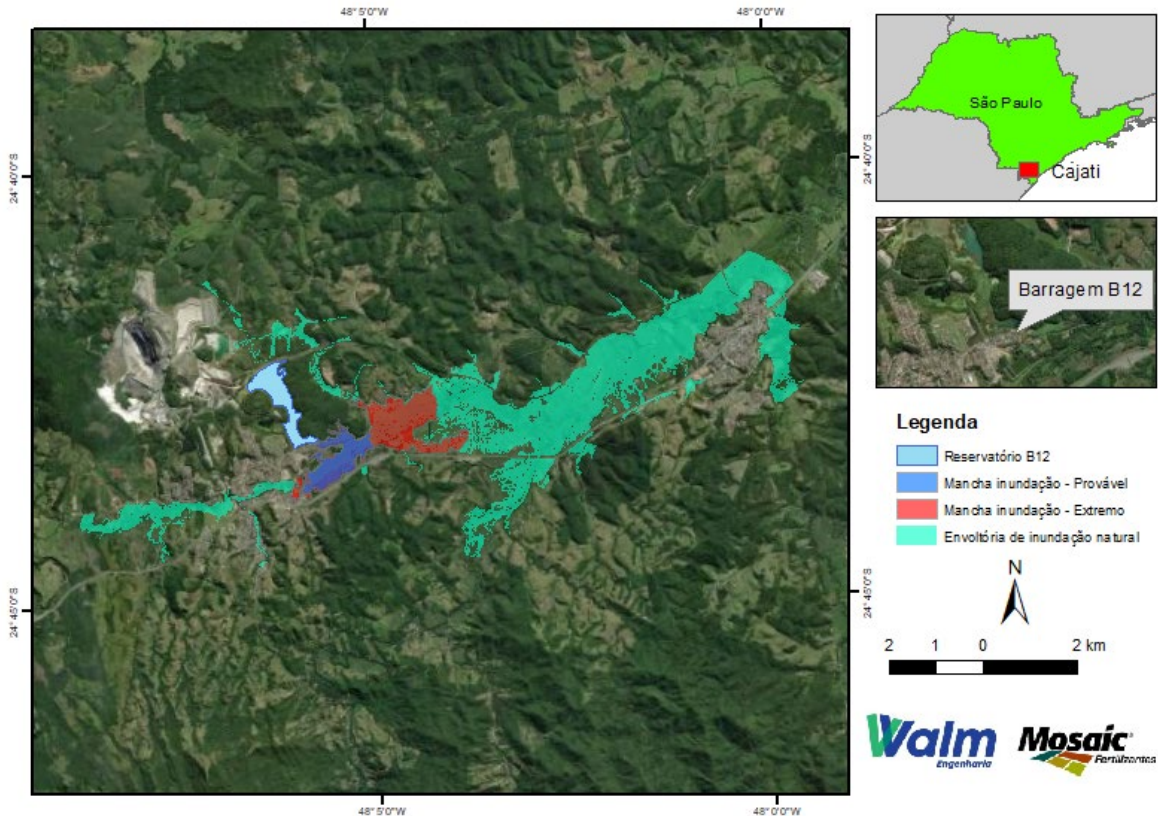 48°5'0"W
48°0'0"W
24°40'0"S
24°40'0"S
24°45'0"S
24°45'0"S
48°5'0"W
48°0'0"W
São Paulo
Cajati
Barragem B12
Legenda
Reservatório B12
Mancha inundação - Provável
Mancha inundação - Extremo
Envoltória de inundação natural
N
2 1 0 2 km
Walm
Engenharia
Mosaic
Fertilizantes